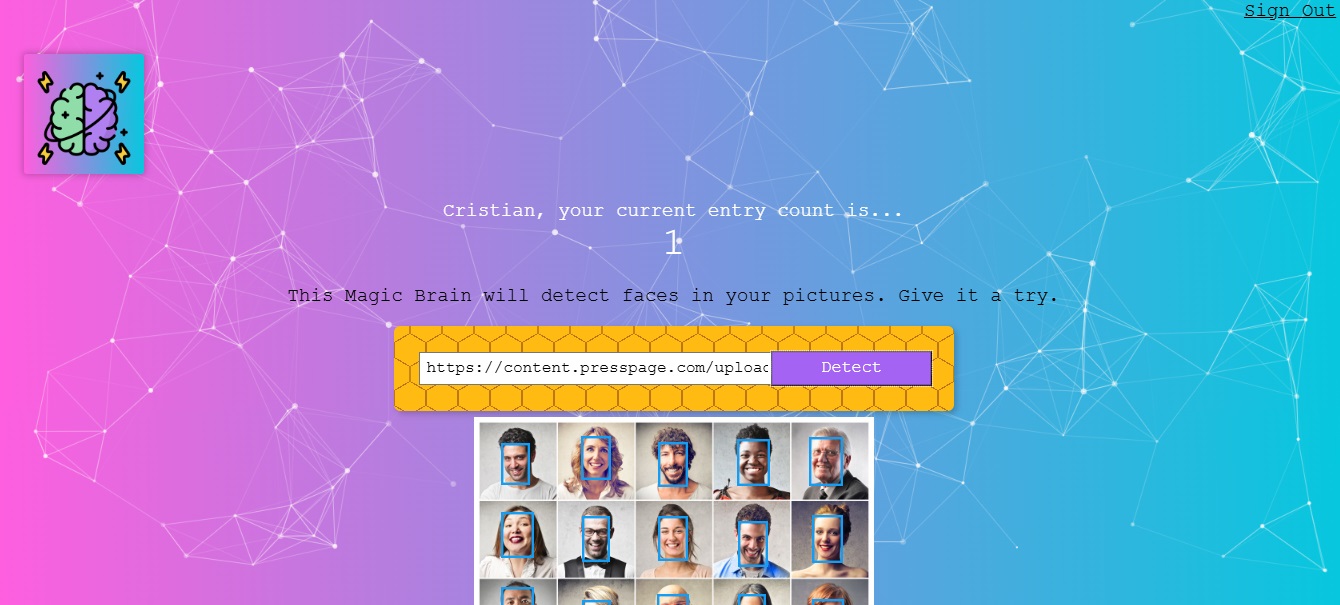 Sign Out
Cristian, your current entry count is...
1
This Magic Brain will detect faces in your pictures. Give it a try.
https://content.presspage.com/uploac Detect